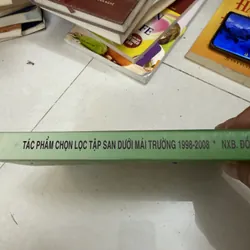 TÁC PHẨM CHỌN LỌC TẬP SAN DƯỚI MÁI TRƯỜNG 1998-2008 * NXB. ĐỒ